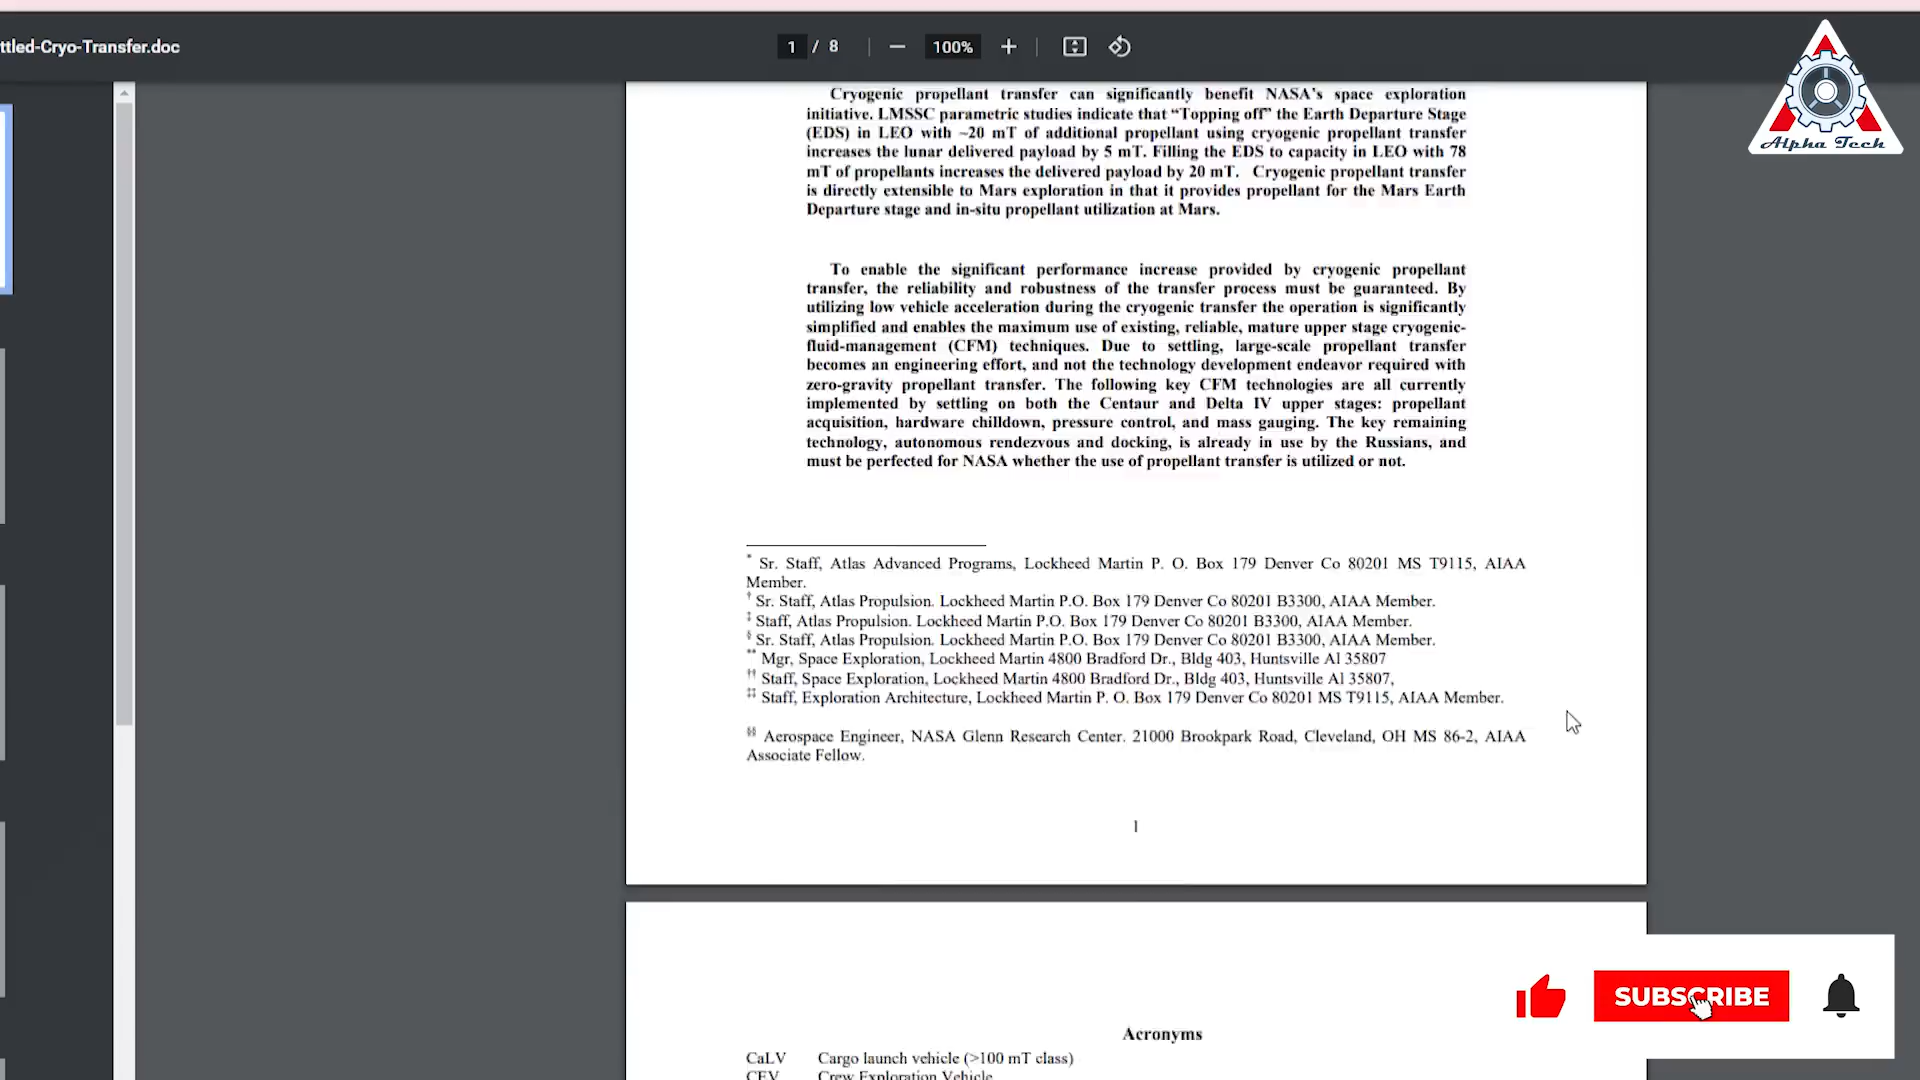 ttled-Cryo-Transfer.doc
1 / 8
100%
Alpha Tech
Cryogenic propellant transfer can significantly benefit NASA's space exploration
initiative. LMSSC parametric studies indicate that “Topping off” the Earth Departure Stage
(EDS) in LEO with ~20 mT of additional propellant using cryogenic propellant transfer
increases the lunar delivered payload by 5 mT. Filling the EDS to capacity in LEO with 78
mT of propellants increases the delivered payload by 20 mT. Cryogenic propellant transfer
is directly extensible to Mars exploration in that it provides propellant for the Mars Earth
Departure stage and in-situ propellant utilization at Mars.
To enable the significant performance increase provided by cryogenic propellant
transfer, the reliability and robustness of the transfer process must be guaranteed. By
utilizing low vehicle acceleration during the cryogenic transfer the operation is significantly
simplified and enables the maximum use of existing, reliable, mature upper stage cryogenic-
fluid-management (CFM) techniques. Due to settling, large-scale propellant transfer
becomes an engineering effort, and not the technology development endeavor required with
zero-gravity propellant transfer. The following key CFM technologies are all currently
implemented by settling on both the Centaur and Delta IV upper stages: propellant
acquisition, hardware chilldown, pressure control, and mass gauging. The key remaining
technology, autonomous rendezvous and docking, is already in use by the Russians, and
must be perfected for NASA whether the use of propellant transfer is utilized or not.
* Sr. Staff, Atlas Advanced Programs, Lockheed Martin P. O. Box 179 Denver Co 80201 MS T9115, AIAA
Member.
† Sr. Staff, Atlas Propulsion. Lockheed Martin P.O. Box 179 Denver Co 80201 B3300, AIAA Member.
‡ Staff, Atlas Propulsion. Lockheed Martin P.O. Box 179 Denver Co 80201 B3300, AIAA Member.
§ Sr. Staff, Atlas Propulsion. Lockheed Martin P.O. Box 179 Denver Co 80201 B3300, AIAA Member.
** Mgr, Space Exploration, Lockheed Martin 4800 Bradford Dr., Bldg 403, Huntsville Al 35807
†† Staff, Space Exploration, Lockheed Martin 4800 Bradford Dr., Bldg 403, Huntsville Al 35807,
‡‡ Staff, Exploration Architecture, Lockheed Martin P. O. Box 179 Denver Co 80201 MS T9115, AIAA Member.
§§ Aerospace Engineer, NASA Glenn Research Center. 21000 Brookpark Road, Cleveland, OH MS 86-2, AIAA
Associate Fellow.
1
SUBSCRIBE
Acronyms
CaLV Cargo launch vehicle (>100 mT class)
CEV Crew Exploration Vehicle